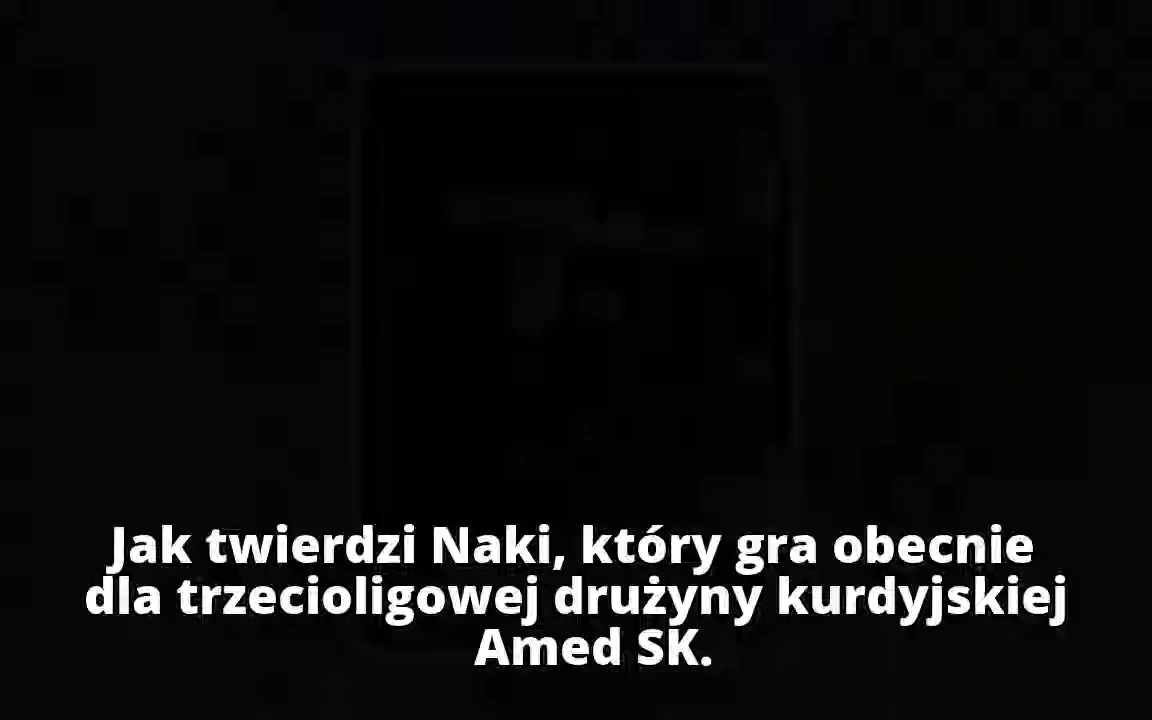 Jak twierdzi Naki, który gra obecnie
dla trzecioligowej drużyny kurdyjskiej
Amed SK.